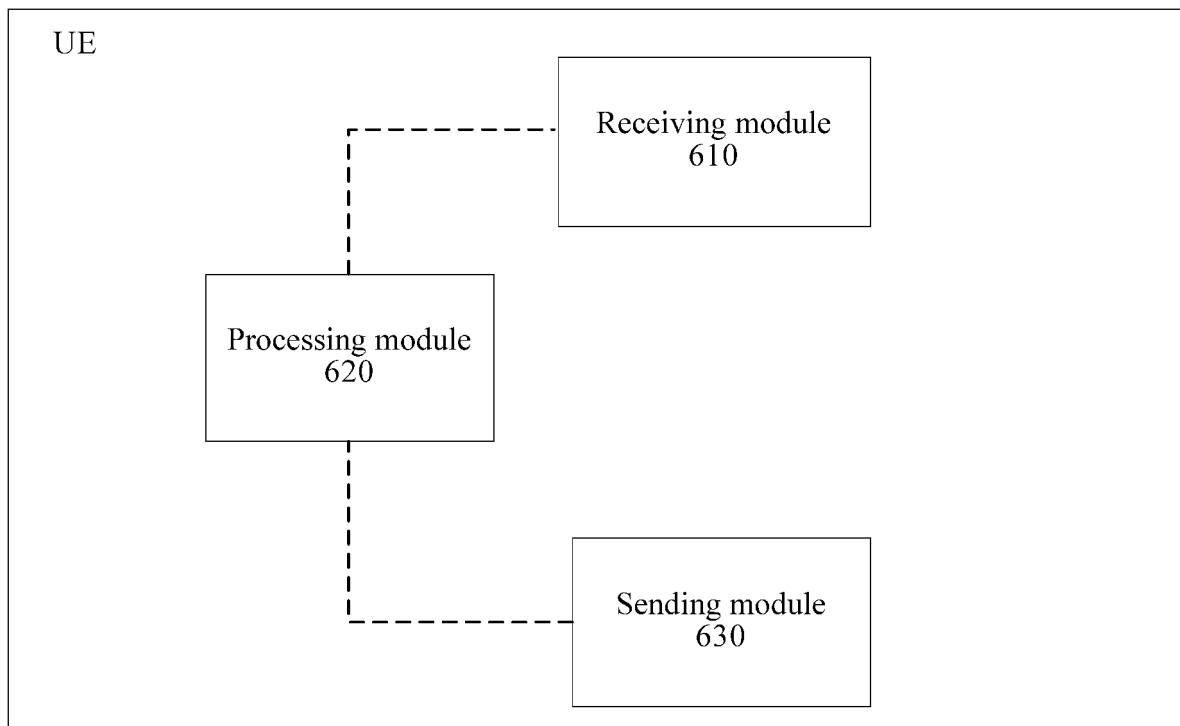 UE
Receiving module
610
Processing module
620
Sending module
630